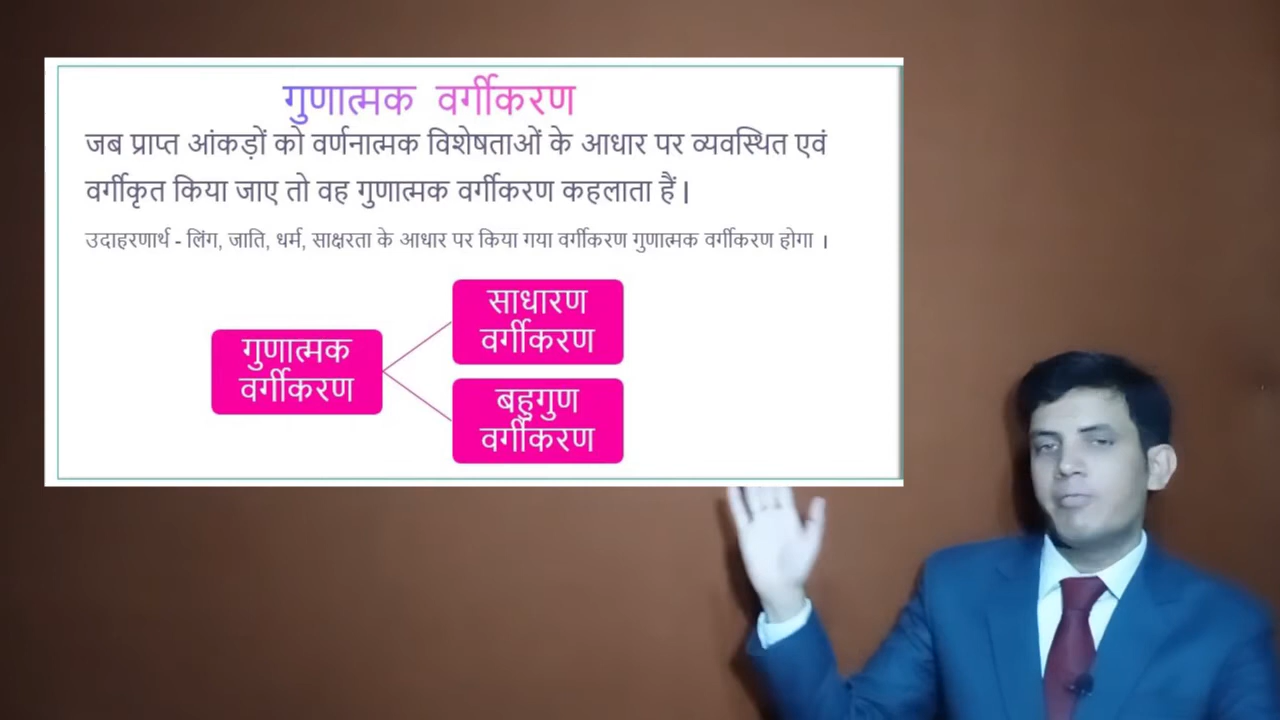 गुणात्मक वर्गीकरण
जब प्राप्त आंकड़ों को वर्णनात्मक विशेषताओं के आधार पर व्यवस्थित एवं
वर्गीकृत किया जाए तो वह गुणात्मक वर्गीकरण कहलाता हैं |
उदाहरणार्थ - लिंग, जाति, धर्म, साक्षरता के आधार पर किया गया वर्गीकरण गुणात्मक वर्गीकरण होगा ।
साधारण
वर्गीकरण
गुणात्मक
वर्गीकरण
बहुगुण
वर्गीकरण